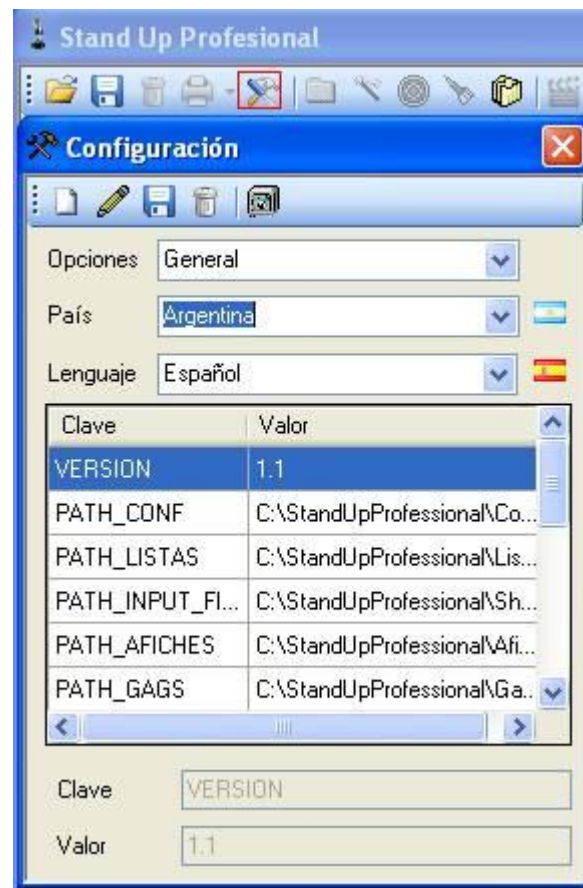 Stand Up Profesional
Configuración
Opciones General
País Argentina
Lenguaje Español
Clave Valor
VERSION 1.1
PATH_CONF C:\StandUpProfessional\Co...
PATH_LISTAS C:\StandUpProfessional\Lis...
PATH_INPUT_FI... C:\StandUpProfessional\Sh...
PATH_AFICHES C:\StandUpProfessional\Afi...
PATH_GAGS C:\StandUpProfessional\Ga...
Clave VERSION
Valor 1.1